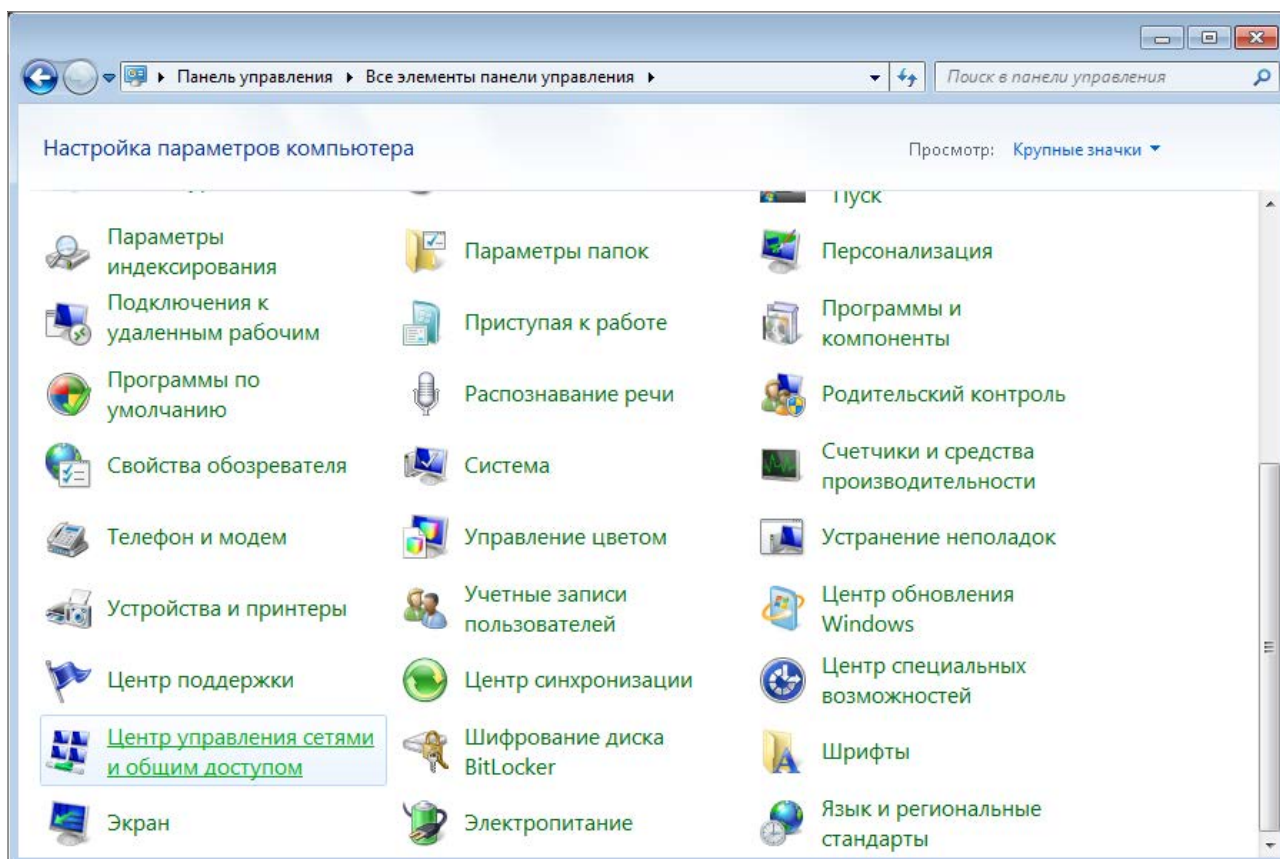 Панель управления ▸ Все элементы панели управления ▸
Поиск в панели управления
Настройка параметров компьютера
Просмотр: Крупные значки
Пуск
Параметры
индексирования
Параметры папок
Персонализация
Подключения к
удаленным рабочим
Приступая к работе
Программы и
компоненты
Программы по
умолчанию
Распознавание речи
Родительский контроль
Свойства обозревателя
Система
Счетчики и средства
производительности
Телефон и модем
Управление цветом
Устранение неполадок
Устройства и принтеры
Учетные записи
пользователей
Центр обновления
Windows
Центр поддержки
Центр синхронизации
Центр специальных
возможностей
Центр управления сетями
и общим доступом
Шифрование диска
BitLocker
Шрифты
Экран
Электропитание
Язык и региональные
стандарты